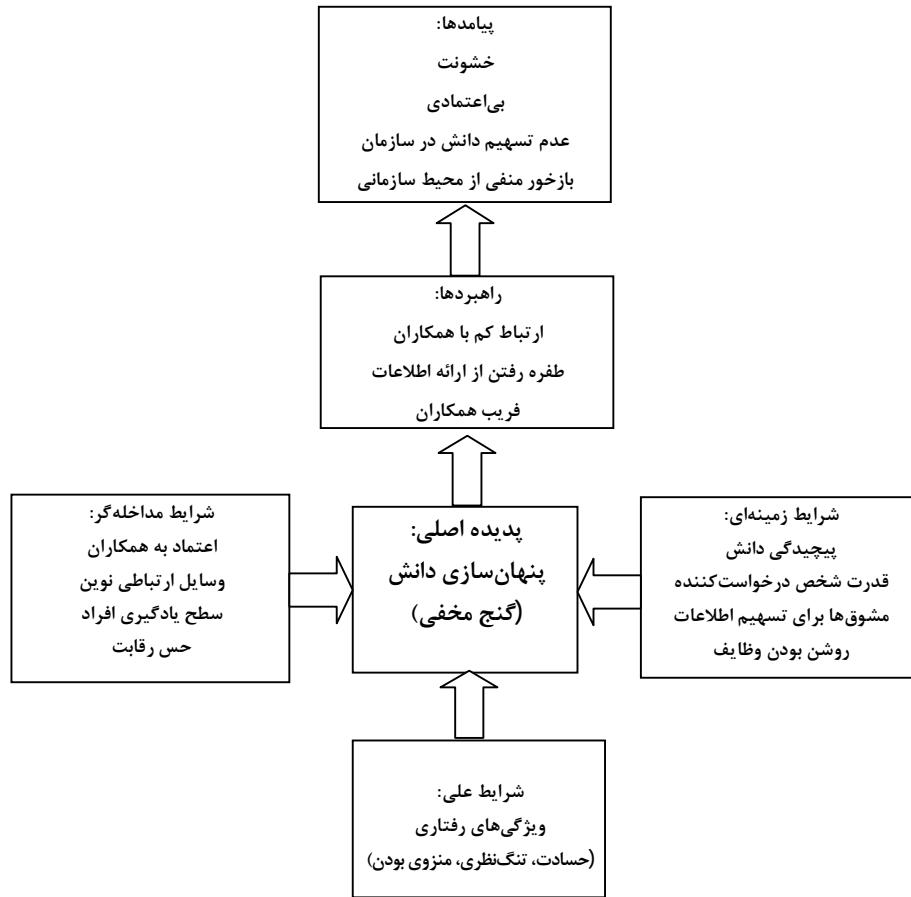 پیامدها:
خشونت
بی‌اعتمادی
عدم تسهیم دانش در سازمان
بازخور منفی از محیط سازمانی
راهبردها:
ارتباط کم با همکاران
طفره رفتن از ارائه اطلاعات
فریب همکاران
شرایط زمینه‌ای:
پیچیدگی دانش
قدرت شخص درخواست‌کننده
مشوق‌ها برای تسهیم اطلاعات
روشن بودن وظایف
پدیده اصلی:
پنهان‌سازی دانش
(گنج مخفی)
شرایط مداخله‌گر:
اعتماد به همکاران
وسایل ارتباطی نوین
سطح یادگیری افراد
حس رقابت
شرایط علی:
ویژگی‌های رفتاری
(حسادت، تنگ‌نظری، منزوی بودن)